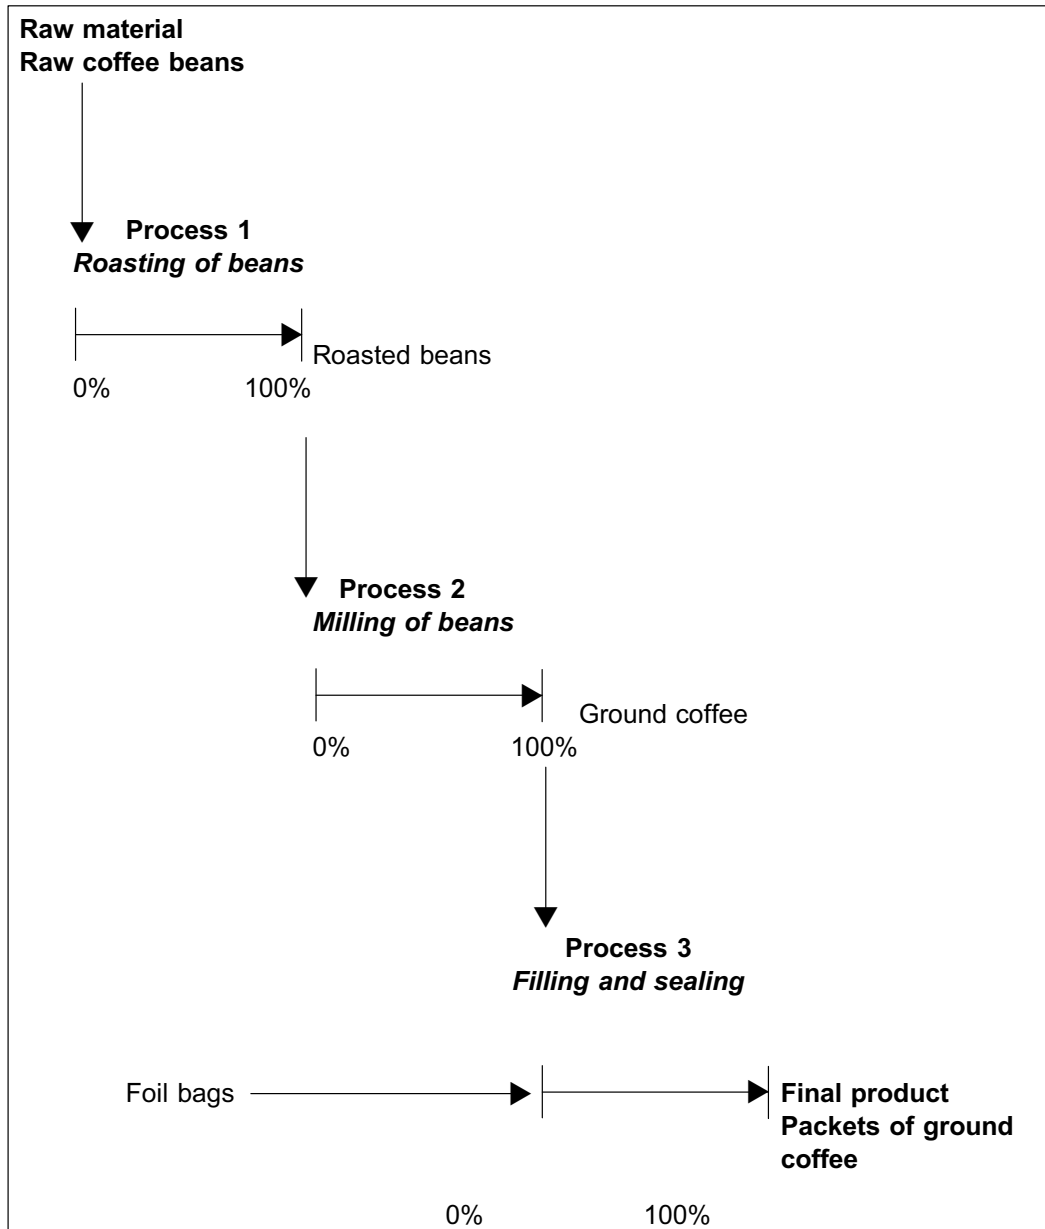 Raw material
Raw coffee beans
Process 1
Roasting of beans
Roasted beans
0% 100%
Process 2
Milling of beans
Ground coffee
0% 100%
Process 3
Filling and sealing
Foil bags
Final product
Packets of ground
coffee
0% 100%